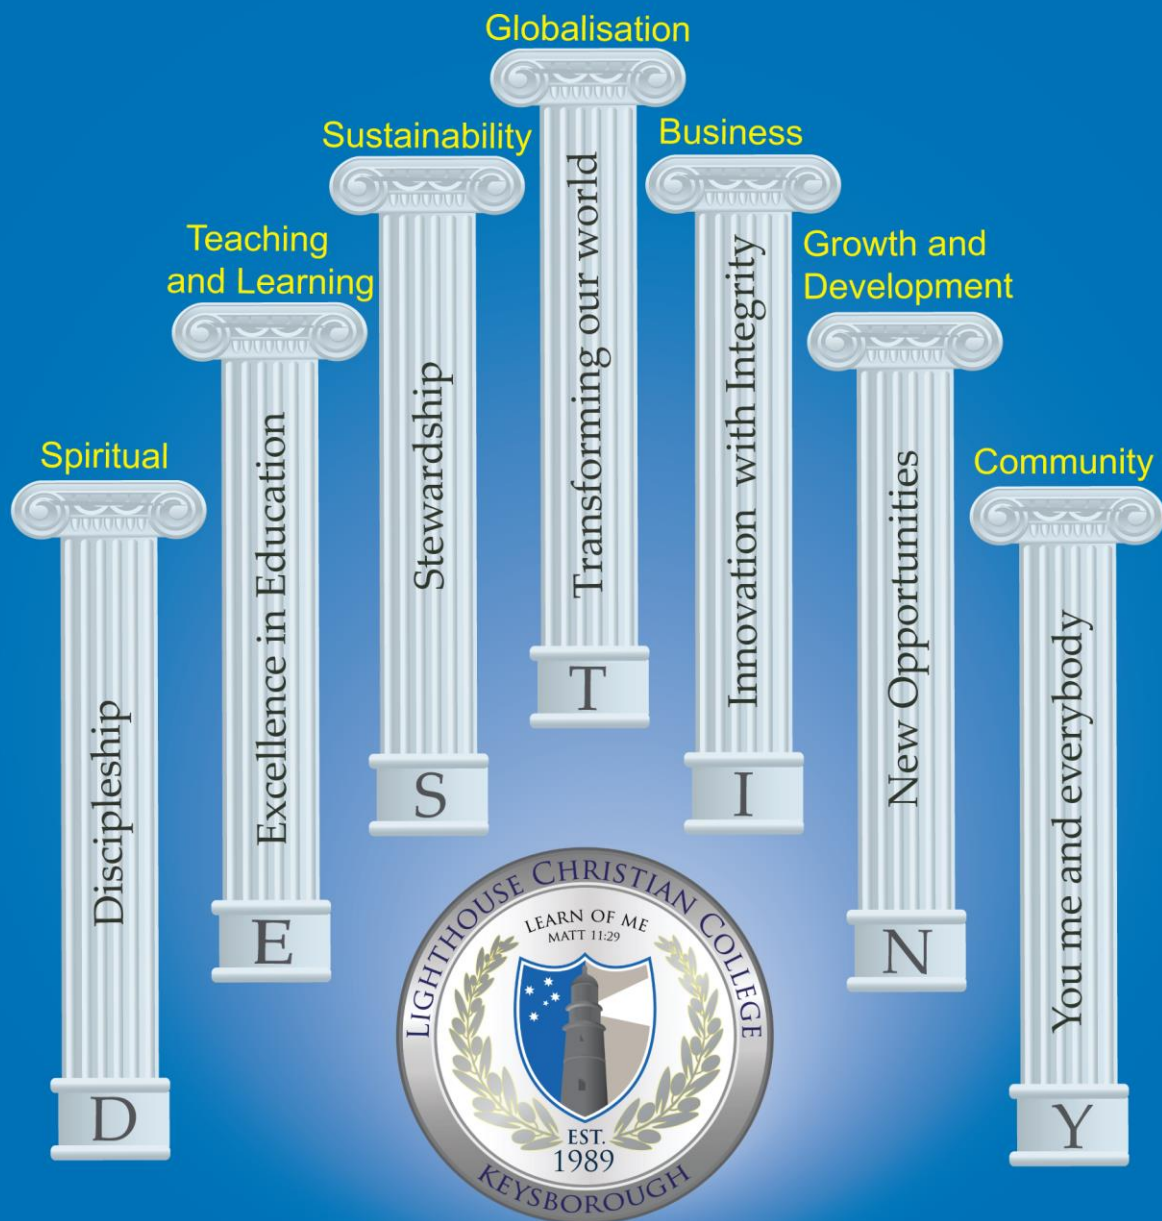 Globalisation
Sustainability
Business
Teaching
and Learning
Growth and
Development
Spiritual
Community
Discipleship
Excellence in Education
Stewardship
Transforming our world
Innovation with Integrity
New Opportunities
You me and everybody
D
E
S
T
I
N
Y
LIGHTHOUSE CHRISTIAN COLLEGE
LEARN OF ME
MATT 11:29
EST.
1989
KEYSBOROUGH